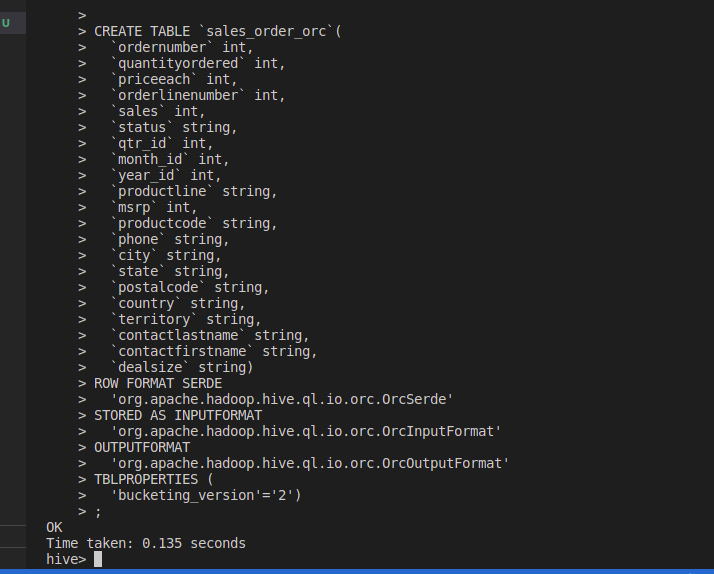 U
>
> CREATE TABLE `sales_order_orc`(
>   `ordernumber` int,
>   `quantityordered` int,
>   `priceeach` int,
>   `orderlinenumber` int,
>   `sales` int,
>   `status` string,
>   `qtr_id` int,
>   `month_id` int,
>   `year_id` int,
>   `productline` string,
>   `msrp` int,
>   `productcode` string,
>   `phone` string,
>   `city` string,
>   `state` string,
>   `postalcode` string,
>   `country` string,
>   `territory` string,
>   `contactlastname` string,
>   `contactfirstname` string,
>   `dealsize` string)
> ROW FORMAT SERDE
>   'org.apache.hadoop.hive.ql.io.orc.OrcSerde'
> STORED AS INPUTFORMAT
>   'org.apache.hadoop.hive.ql.io.orc.OrcInputFormat'
> OUTPUTFORMAT
>   'org.apache.hadoop.hive.ql.io.orc.OrcOutputFormat'
> TBLPROPERTIES (
>   'bucketing_version'='2')
> ;
OK
Time taken: 0.135 seconds
hive>